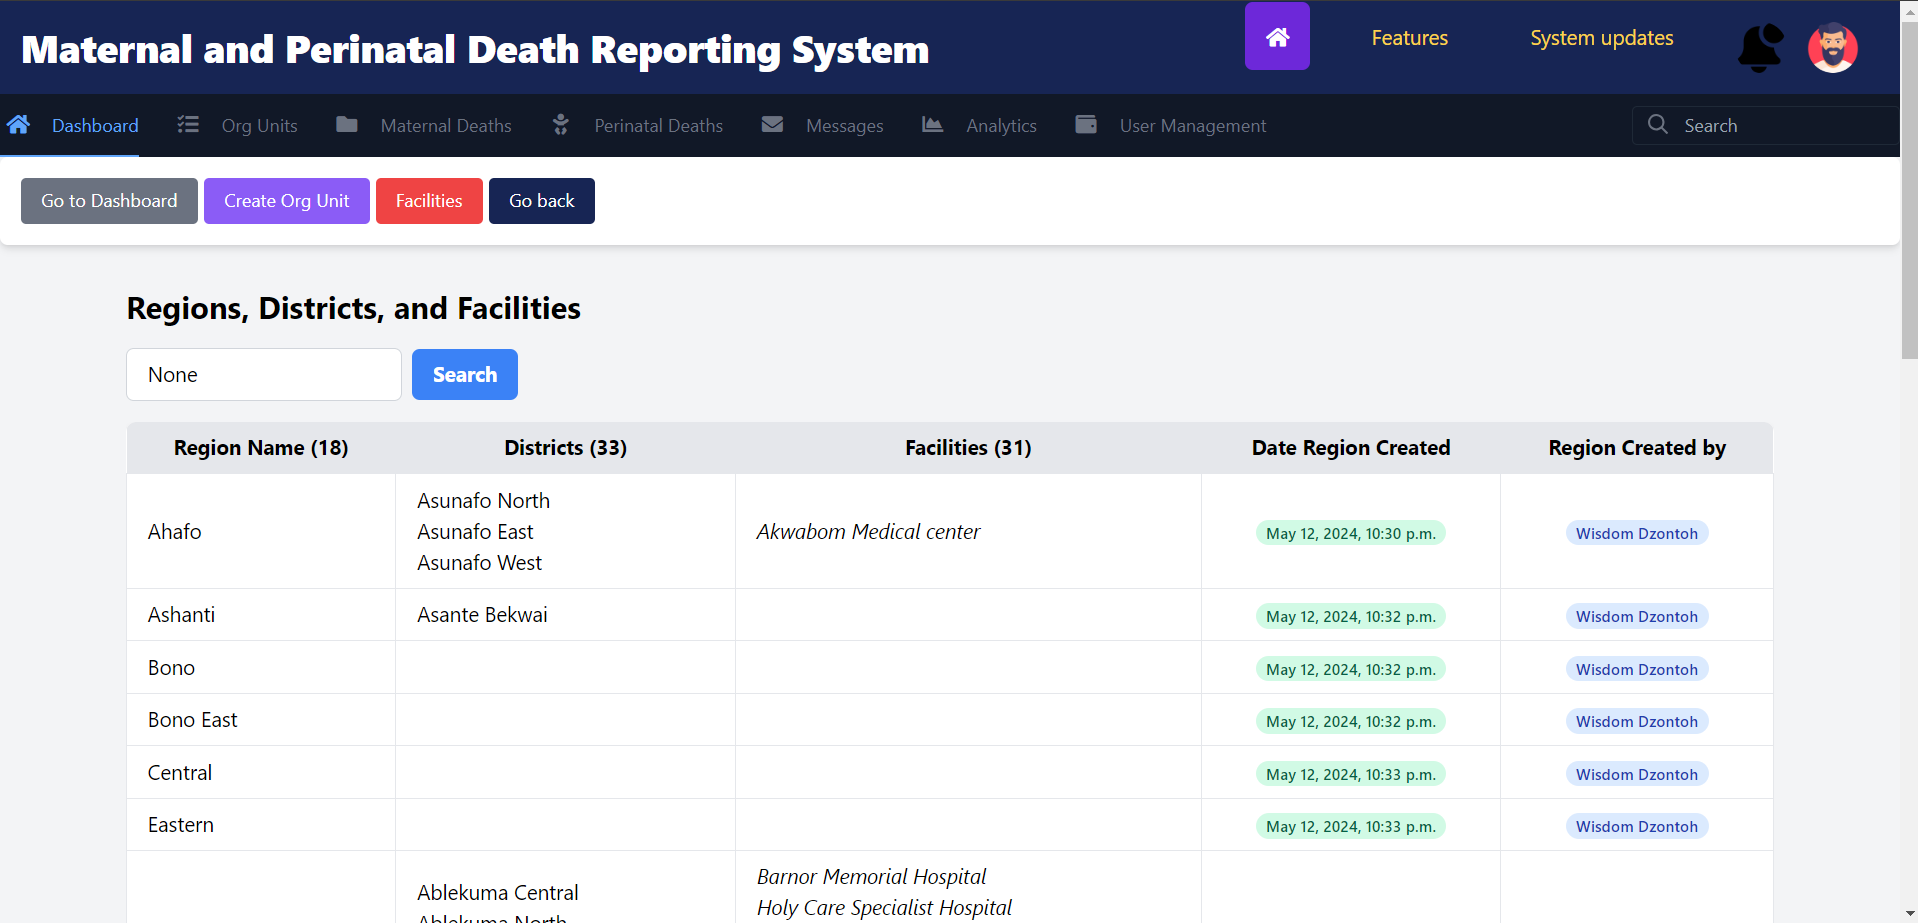 Maternal and Perinatal Death Reporting System
Features
System updates
Dashboard
Org Units
Maternal Deaths
Perinatal Deaths
Messages
Analytics
User Management
Search
Go to Dashboard
Create Org Unit
Facilities
Go back
Regions, Districts, and Facilities
None
Search
Region Name (18)
Districts (33)
Facilities (31)
Date Region Created
Region Created by
Ahafo
Asunafo North
Asunafo East
Asunafo West
Akwabom Medical center
May 12, 2024, 10:30 p.m.
Wisdom Dzontoh
Ashanti
Asante Bekwai
May 12, 2024, 10:32 p.m.
Wisdom Dzontoh
Bono
May 12, 2024, 10:32 p.m.
Wisdom Dzontoh
Bono East
May 12, 2024, 10:32 p.m.
Wisdom Dzontoh
Central
May 12, 2024, 10:33 p.m.
Wisdom Dzontoh
Eastern
May 12, 2024, 10:33 p.m.
Wisdom Dzontoh
Ablekuma Central
Ablekuma North
Barnor Memorial Hospital
Holy Care Specialist Hospital